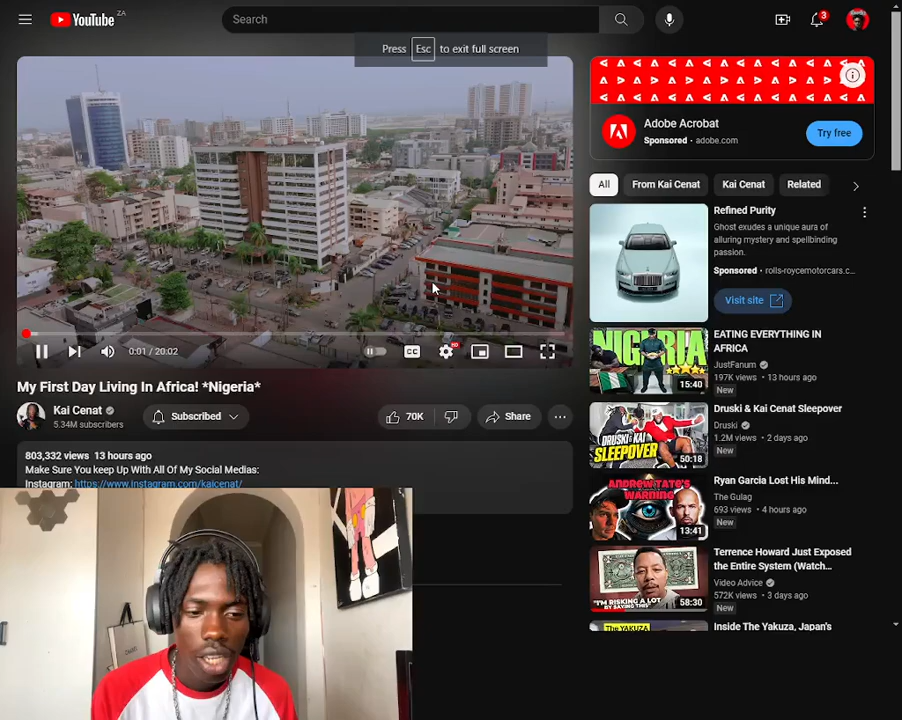 YouTube ZA
Search
3
Press Esc to exit full screen
0:01 / 20:02
CC
HD
My First Day Living In Africa! *Nigeria*
Kai Cenat
5.34M subscribers
Subscribed
70K
Share
803,332 views 13 hours ago
Make Sure You keep Up With All Of My Social Medias:
Instagram: https://www.instagram.com/kaicenat/
Adobe Acrobat
Sponsored • adobe.com
Try free
All
From Kai Cenat
Kai Cenat
Related
Refined Purity
Ghost exudes a unique aura of
alluring mystery and spellbinding
passion.
Sponsored • rolls-roycemotorcars.c...
Visit site
NIGERIA
15:40
EATING EVERYTHING IN
AFRICA
JustFanum
197K views • 13 hours ago
New
DRUSKI & KAI CENAT
SLEEPOVER
50:18
Druski & Kai Cenat Sleepover
Druski
1.2M views • 2 days ago
New
ANDREW TATE'S
WARNING
13:41
Ryan Garcia Lost His Mind...
The Gulag
693 views • 4 hours ago
New
"I'M RISKING A LOT
BY SAYING THIS"
58:30
Terrence Howard Just Exposed
the Entire System (Watch...
Video Advice
572K views • 3 days ago
New
The YAKUZA
Inside The Yakuza, Japan's